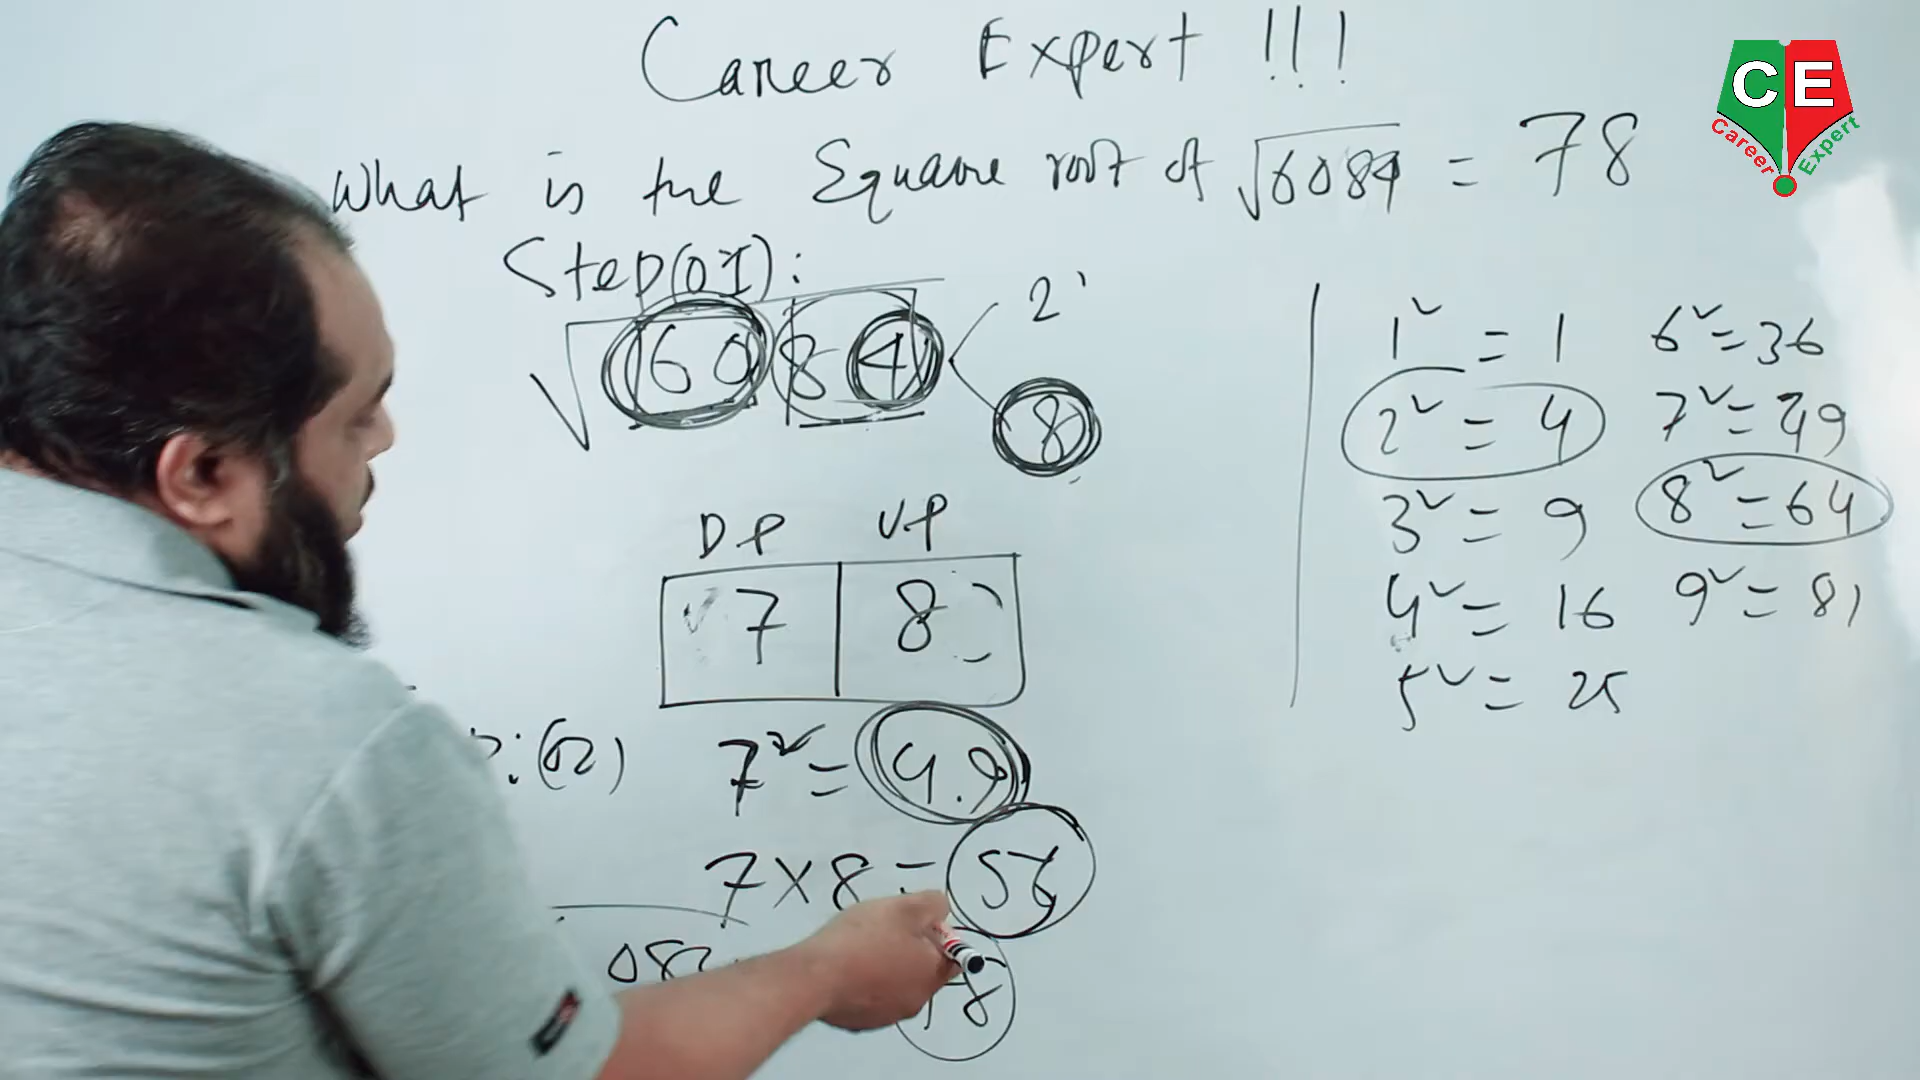 Career Expert !!!
CE
Career Expert
What is the Square root of √6084 = 78
Step(01):
√6084
2
8
D.P U.P
7 8
:(02) 7² = 49
7×8 = 56
78
1² = 1
2² = 4
3² = 9
4² = 16
5² = 25
6² = 36
7² = 49
8² = 64
9² = 81